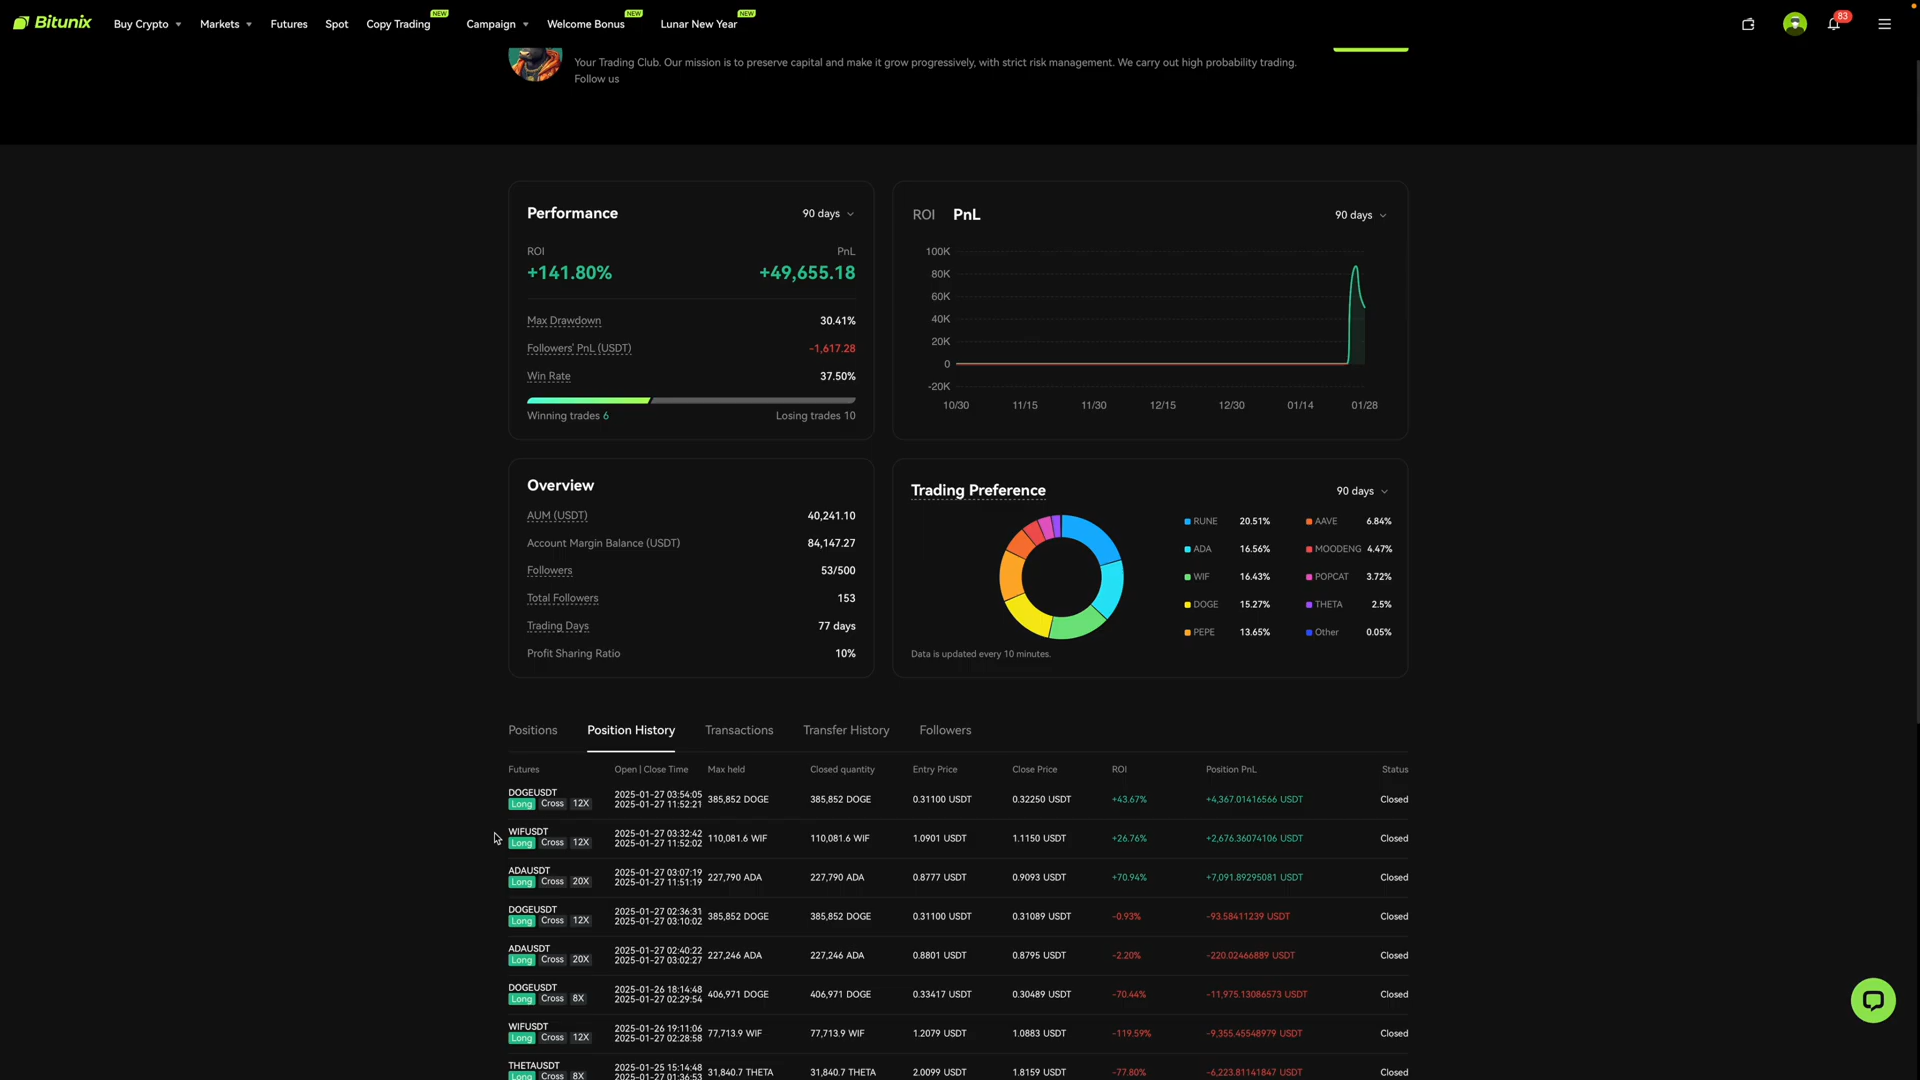 Bitunix
Buy Crypto
Markets
Futures
Spot
Copy Trading
NEW
Campaign
Welcome Bonus
NEW
Lunar New Year
NEW
83
Your Trading Club. Our mission is to preserve capital and make it grow progressively, with strict risk management. We carry out high probability trading.
Follow us
Performance 90 days
ROI PnL
+141.80% +49,655.18
Max Drawdown 30.41%
Followers' PnL (USDT) -1,617.28
Win Rate 37.50%
Winning trades 6 Losing trades 10
ROI PnL 90 days
100K
80K
60K
40K
20K
0
-20K
10/30 11/15 11/30 12/15 12/30 01/14 01/28
Overview
AUM (USDT) 40,241.10
Account Margin Balance (USDT) 84,147.27
Followers 53/500
Total Followers 153
Trading Days 77 days
Profit Sharing Ratio 10%
Trading Preference 90 days
RUNE 20.51% AAVE 6.84%
ADA 16.56% MOODENG 4.47%
WIF 16.43% POPCAT 3.72%
DOGE 15.27% THETA 2.5%
PEPE 13.65% Other 0.05%
Data is updated every 10 minutes.
Positions Position History Transactions Transfer History Followers
Futures Open | Close Time Max held Closed quantity Entry Price Close Price ROI Position PnL Status
DOGEUSDT 2025-01-27 03:54:05 385,852 DOGE 385,852 DOGE 0.31100 USDT 0.32250 USDT +43.67% +4,367.01416566 USDT Closed
Long Cross 12X 2025-01-27 11:52:21
WIFUSDT 2025-01-27 03:32:42 110,081.6 WIF 110,081.6 WIF 1.0901 USDT 1.1150 USDT +26.76% +2,676.36074106 USDT Closed
Long Cross 12X 2025-01-27 11:52:02
ADAUSDT 2025-01-27 03:07:19 227,790 ADA 227,790 ADA 0.8777 USDT 0.9093 USDT +70.94% +7,091.89295081 USDT Closed
Long Cross 20X 2025-01-27 11:51:19
DOGEUSDT 2025-01-27 02:36:31 385,852 DOGE 385,852 DOGE 0.31100 USDT 0.31089 USDT -0.93% -93.58411239 USDT Closed
Long Cross 12X 2025-01-27 03:10:02
ADAUSDT 2025-01-27 02:40:22 227,246 ADA 227,246 ADA 0.8801 USDT 0.8795 USDT -2.20% -220.02466889 USDT Closed
Long Cross 20X 2025-01-27 03:02:27
DOGEUSDT 2025-01-26 18:14:48 406,971 DOGE 406,971 DOGE 0.33417 USDT 0.30489 USDT -70.44% -11,975.13086573 USDT Closed
Long Cross 8X 2025-01-27 02:29:54
WIFUSDT 2025-01-26 19:11:06 77,713.9 WIF 77,713.9 WIF 1.2079 USDT 1.0883 USDT -119.59% -9,355.45548979 USDT Closed
Long Cross 12X 2025-01-27 02:28:58
THETAUSDT 2025-01-25 15:14:48 31,840.7 THETA 31,840.7 THETA 2.0099 USDT 1.8159 USDT -77.80% -6,223.81141847 USDT Closed
Long Cross 8X 2025-01-27 01:36:53